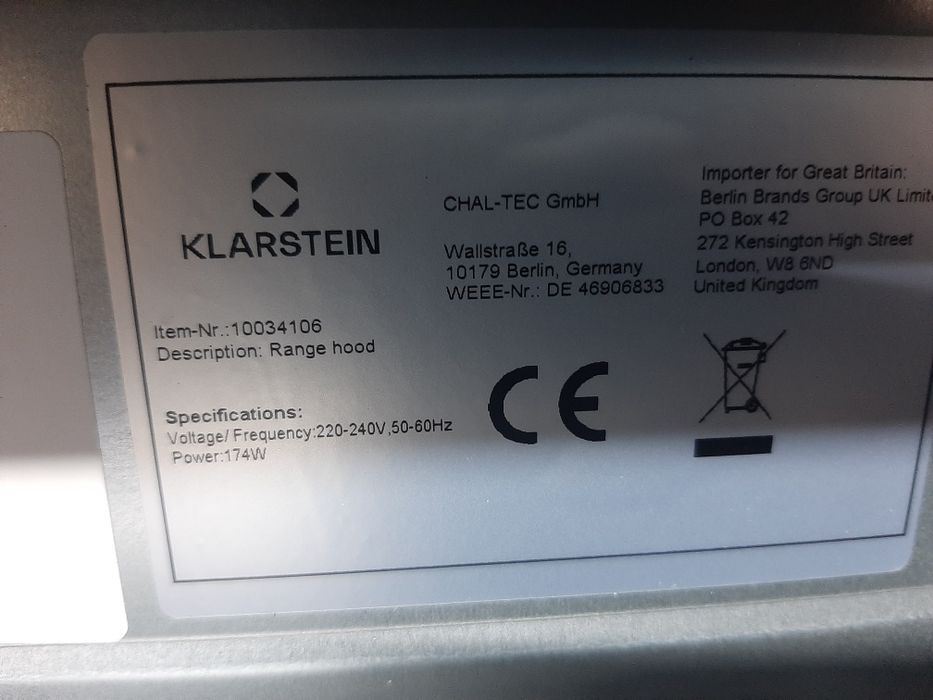 KLARSTEIN
Item-Nr.:10034106
Description: Range hood
Specifications:
Voltage/ Frequency:220-240V,50-60Hz
Power:174W
CHAL-TEC GmbH
Wallstraße 16,
10179 Berlin, Germany
WEEE-Nr.: DE 46906833
CE
Importer for Great Britain:
Berlin Brands Group UK Limit
PO Box 42
272 Kensington High Street
London, W8 6ND
United Kingdom